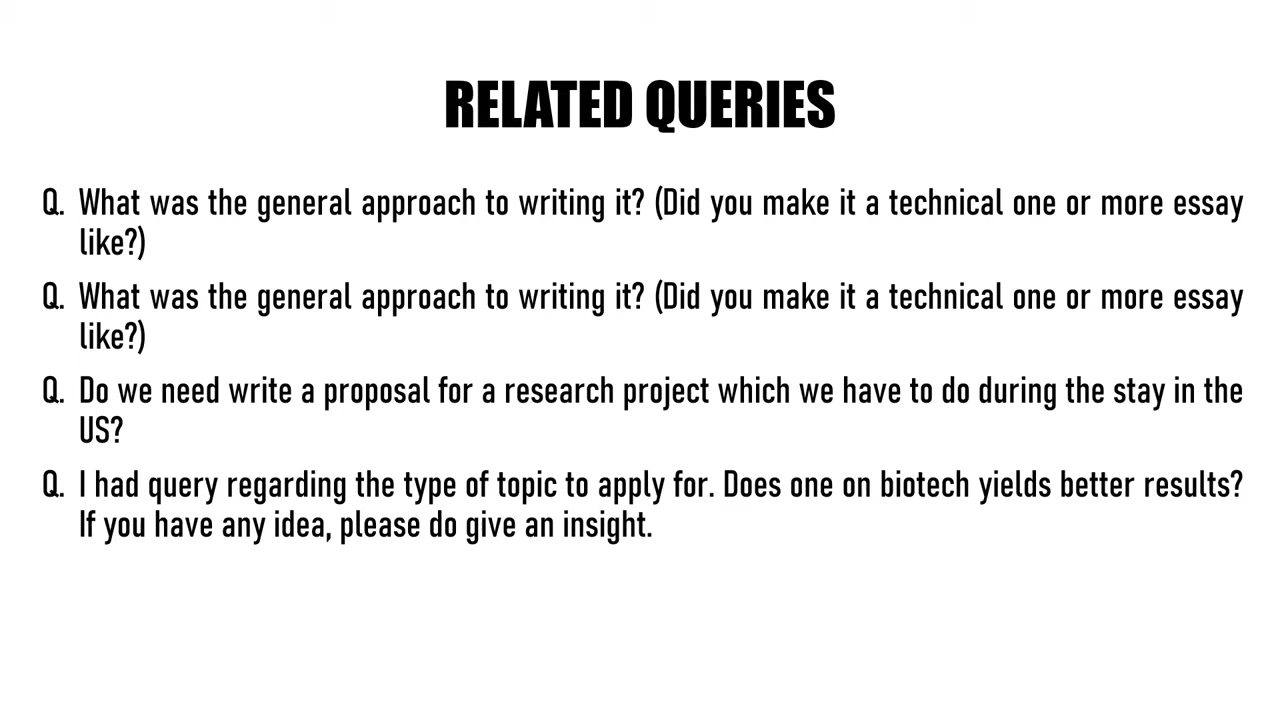 RELATED QUERIES
Q. What was the general approach to writing it? (Did you make it a technical one or more essay
like?)
Q. What was the general approach to writing it? (Did you make it a technical one or more essay
like?)
Q. Do we need write a proposal for a research project which we have to do during the stay in the
US?
Q. I had query regarding the type of topic to apply for. Does one on biotech yields better results?
If you have any idea, please do give an insight.